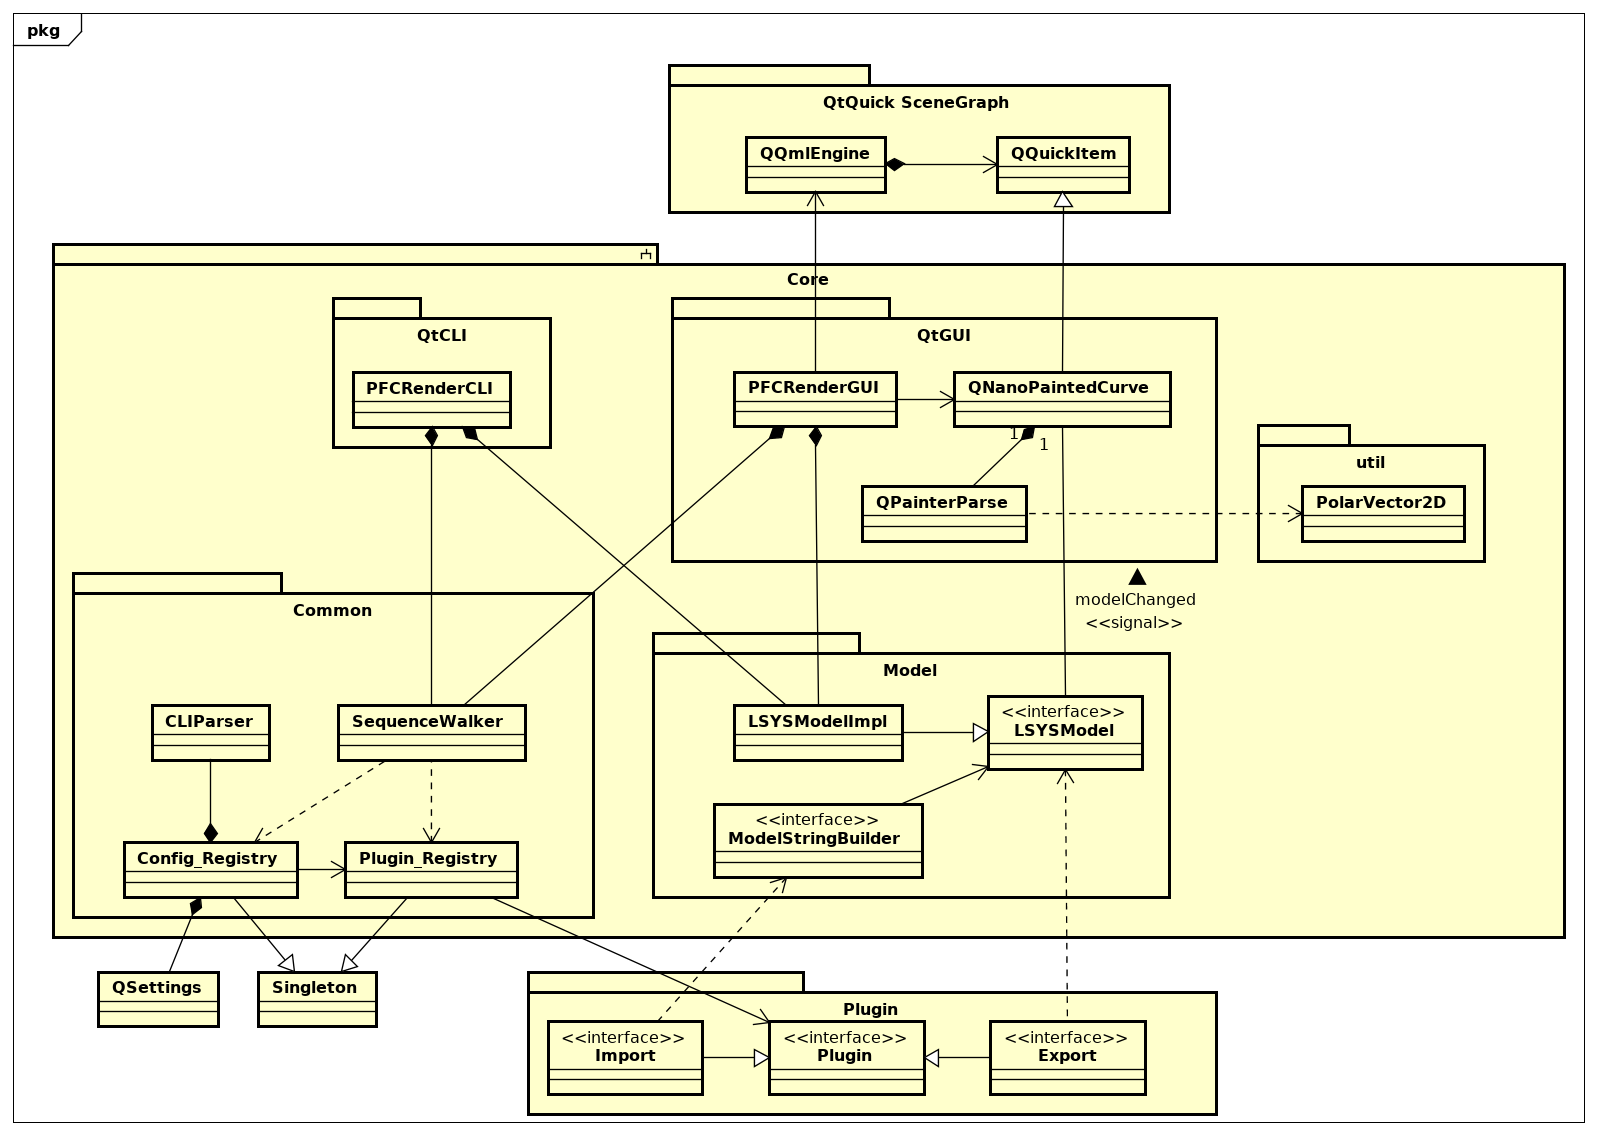 pkg
QtQuick SceneGraph
QQmlEngine
QQuickItem
Core
QtCLI
QtGUI
PFCRenderCLI
PFCRenderGUI
QNanoPaintedCurve
1
1
util
QPainterParse
PolarVector2D
modelChanged
<<signal>>
Common
Model
CLIParser
SequenceWalker
LSYSModelImpl
<<interface>>
LSYSModel
<<interface>>
ModelStringBuilder
Config_Registry
Plugin_Registry
QSettings
Singleton
Plugin
<<interface>>
Import
<<interface>>
Plugin
<<interface>>
Export